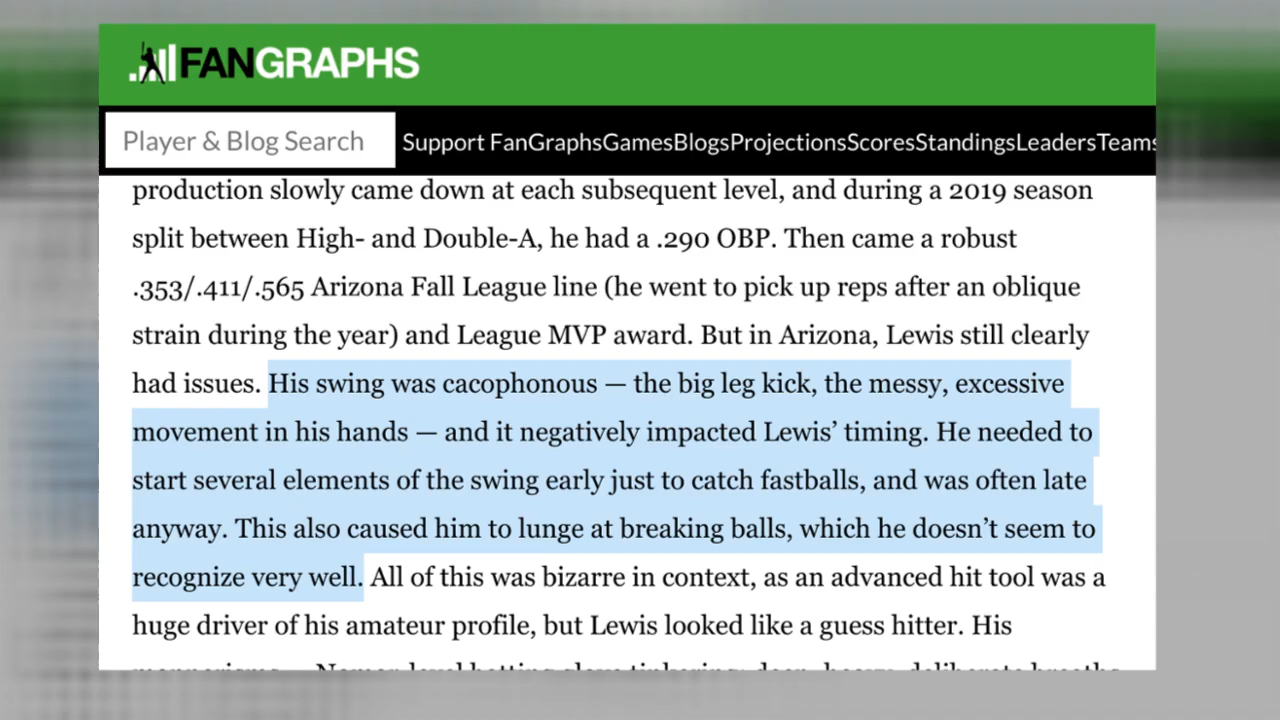 FANGRAPHS
Player & Blog Search
Support FanGraphsGamesBlogsProjectionsScoresStandingsLeadersTeams
production slowly came down at each subsequent level, and during a 2019 season
split between High- and Double-A, he had a .290 OBP. Then came a robust
.353/.411/.565 Arizona Fall League line (he went to pick up reps after an oblique
strain during the year) and League MVP award. But in Arizona, Lewis still clearly
had issues. His swing was cacophonous — the big leg kick, the messy, excessive
movement in his hands — and it negatively impacted Lewis’ timing. He needed to
start several elements of the swing early just to catch fastballs, and was often late
anyway. This also caused him to lunge at breaking balls, which he doesn’t seem to
recognize very well. All of this was bizarre in context, as an advanced hit tool was a
huge driver of his amateur profile, but Lewis looked like a guess hitter. His